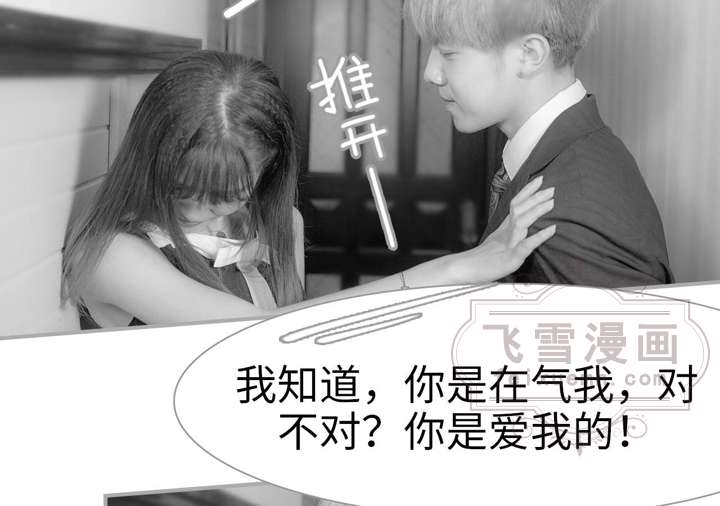 推开—
飞雪漫画
我知道，你是在气我，对
不对？你是爱我的！